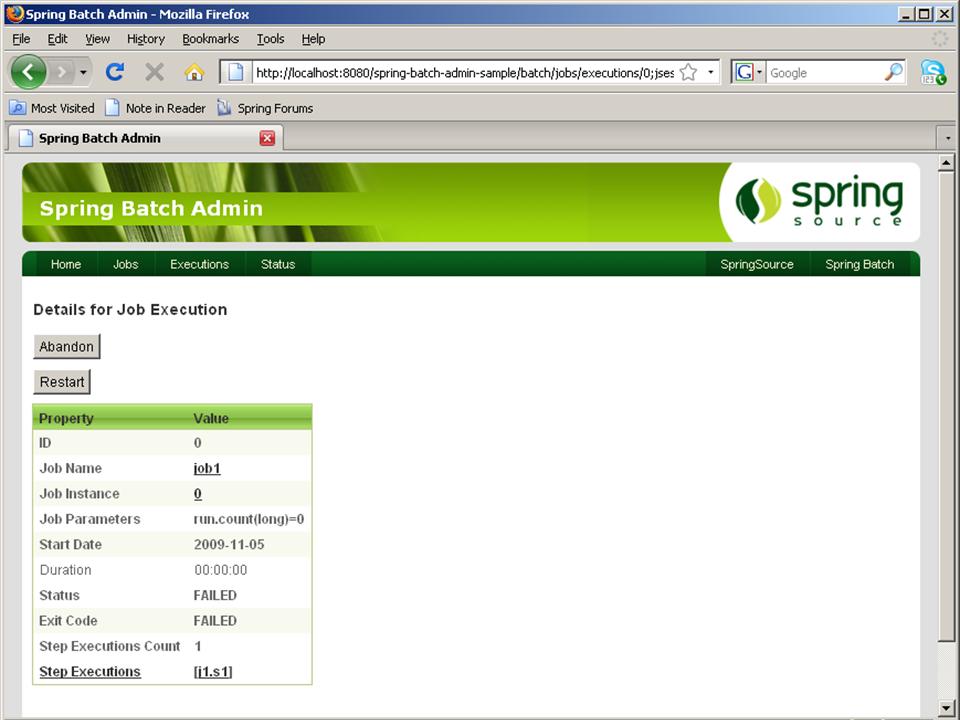 Spring Batch Admin - Mozilla Firefox
File Edit View History Bookmarks Tools Help
http://localhost:8080/spring-batch-admin-sample/batch/jobs/executions/0;jses
G Google
123
Most Visited Note in Reader Spring Forums
Spring Batch Admin
Spring Batch Admin
spring
source
Home Jobs Executions Status SpringSource Spring Batch
Details for Job Execution
Abandon
Restart
Property Value
ID 0
Job Name job1
Job Instance 0
Job Parameters run.count(long)=0
Start Date 2009-11-05
Duration 00:00:00
Status FAILED
Exit Code FAILED
Step Executions Count 1
Step Executions [j1.s1]